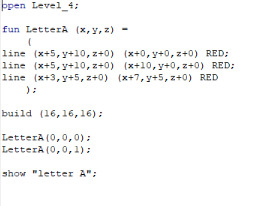 open Level_4;
fun LetterA (x,y,z) =
(
line (x+5,y+10,z+0) (x+0,y+0,z+0) RED;
line (x+5,y+10,z+0) (x+10,y+0,z+0) RED;
line (x+3,y+5,z+0) (x+7,y+5,z+0) RED
);
build (16,16,16);
LetterA(0,0,0);
LetterA(0,0,1);
show "letter A";